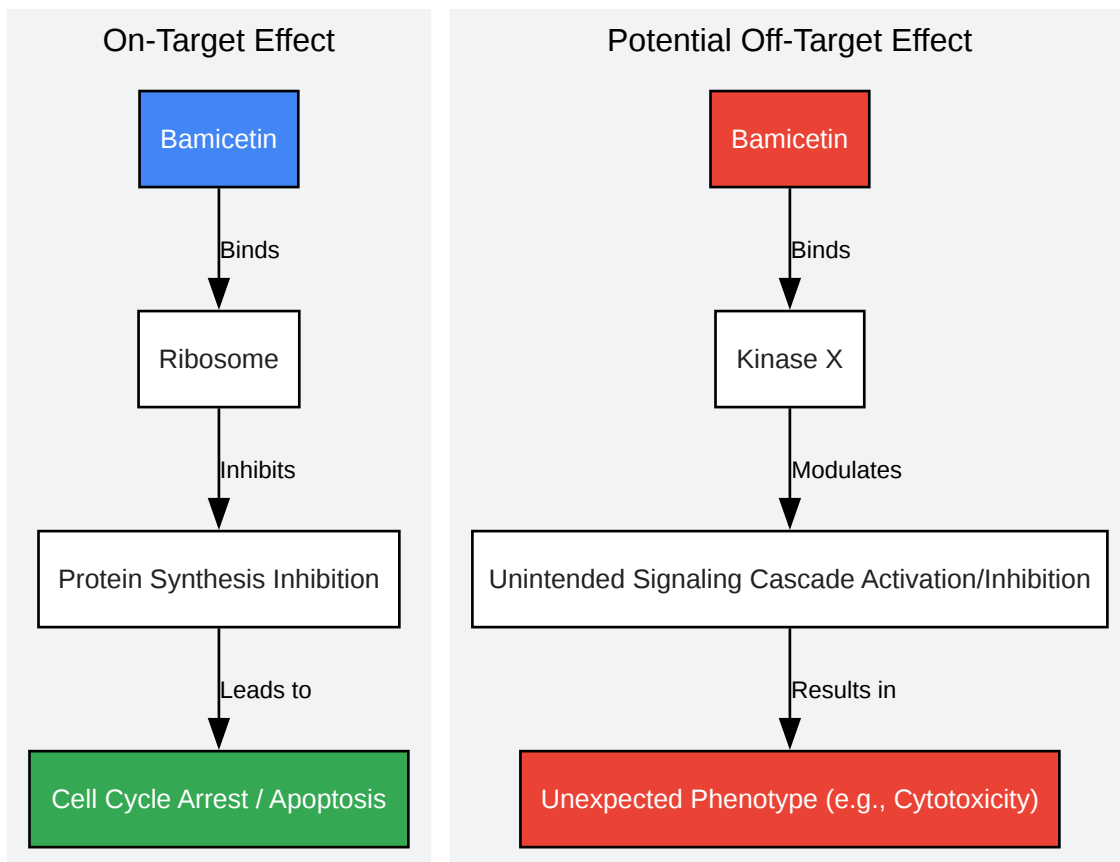 On-Target Effect
Bamicetin
Binds
Ribosome
Inhibits
Protein Synthesis Inhibition
Leads to
Cell Cycle Arrest / Apoptosis
Potential Off-Target Effect
Bamicetin
Binds
Kinase X
Modulates
Unintended Signaling Cascade Activation/Inhibition
Results in
Unexpected Phenotype (e.g., Cytotoxicity)